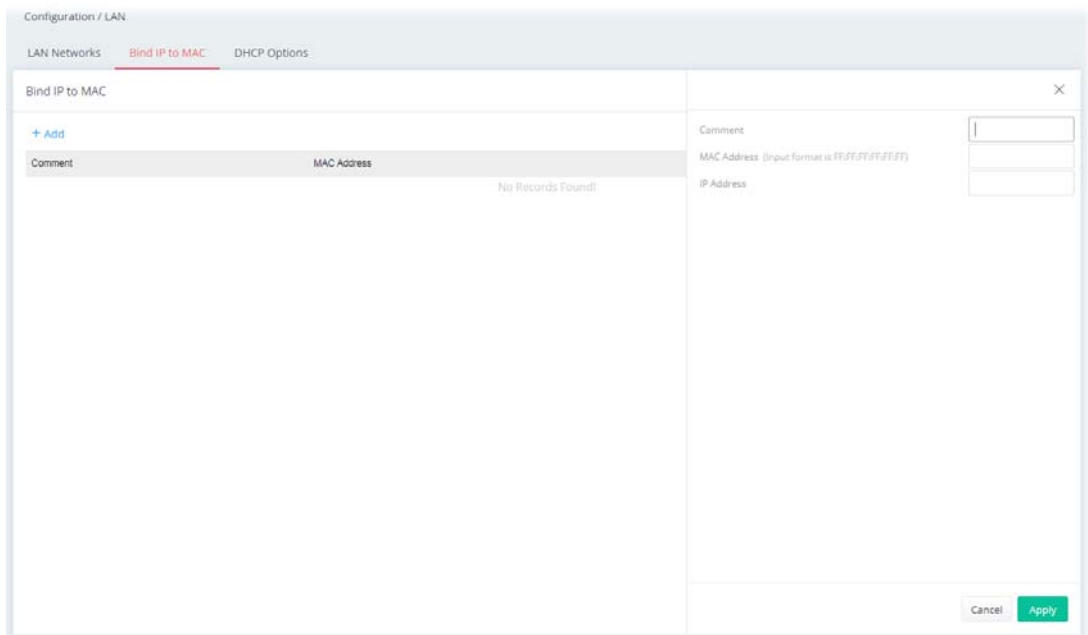 Configuration / LAN
LAN Networks Bind IP to MAC DHCP Options
Bind IP to MAC
+ Add
Comment MAC Address
No Records Found!
Comment
MAC Address (Input format is FF:FF:FF:FF:FF:FF)
IP Address
Cancel Apply